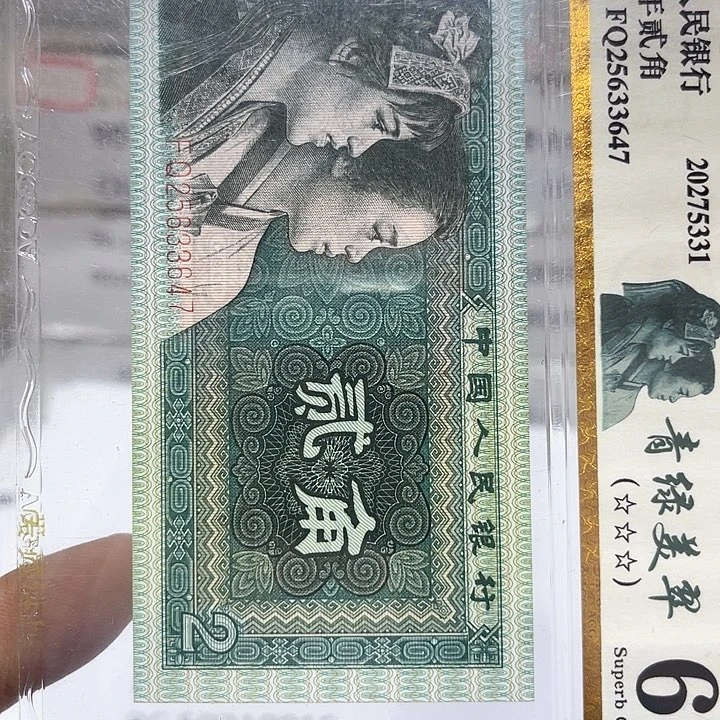 中国人民银行
贰角
2
FQ25633647
人民银行
年贰角
FQ25633647
20275331
青绿美翠
(☆☆☆)
6
Superb